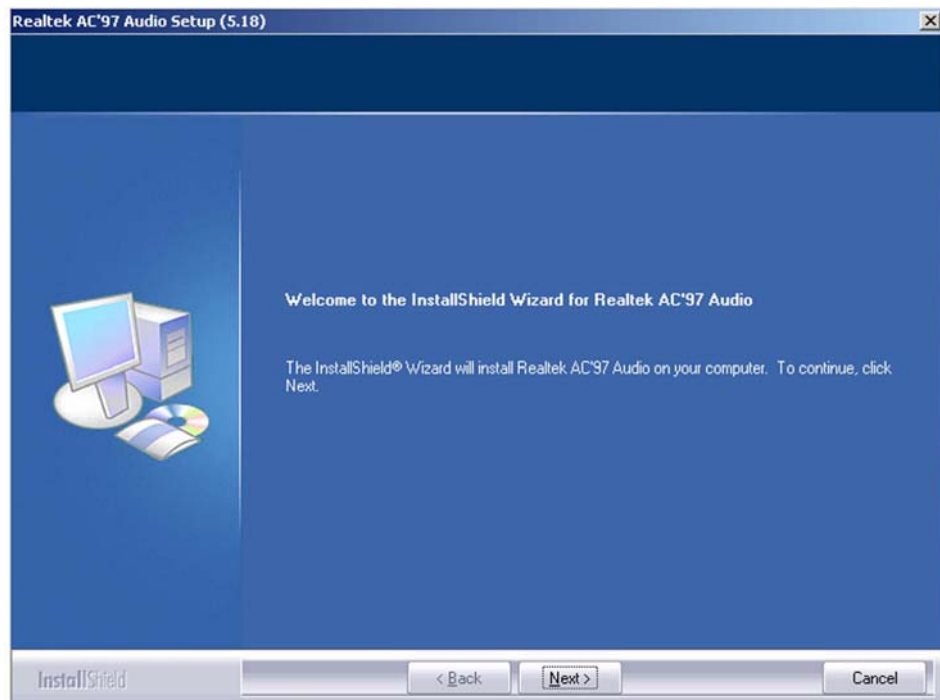 Realtek AC'97 Audio Setup (5.18)
Welcome to the InstallShield Wizard for Realtek AC'97 Audio
The InstallShield® Wizard will install Realtek AC'97 Audio on your computer. To continue, click
Next.
InstallShield
< Back
Next >
Cancel